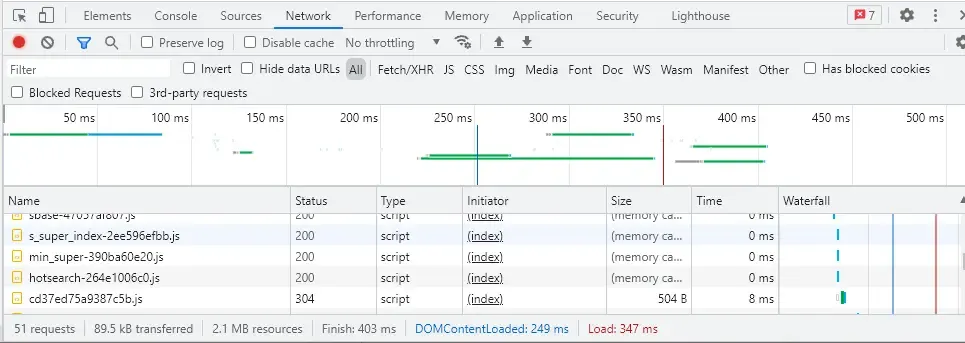 Elements Console Sources Network Performance Memory Application Security Lighthouse 7
Preserve log Disable cache No throttling
Filter Invert Hide data URLs All Fetch/XHR JS CSS Img Media Font Doc WS Wasm Manifest Other Has blocked cookies
Blocked Requests 3rd-party requests
50 ms 100 ms 150 ms 200 ms 250 ms 300 ms 350 ms 400 ms 450 ms 500 ms
Name Status Type Initiator Size Time Waterfall
sbase-47057af807.js 200 script (index) (memory ca... 0 ms
s_super_index-2ee596efbb.js 200 script (index) (memory ca... 0 ms
min_super-390ba60e20.js 200 script (index) (memory ca... 0 ms
hotsearch-264e1006c0.js 200 script (index) (memory ca... 0 ms
cd37ed75a9387c5b.js 304 script (index) 504 B 8 ms
51 requests 89.5 kB transferred 2.1 MB resources Finish: 403 ms DOMContentLoaded: 249 ms Load: 347 ms